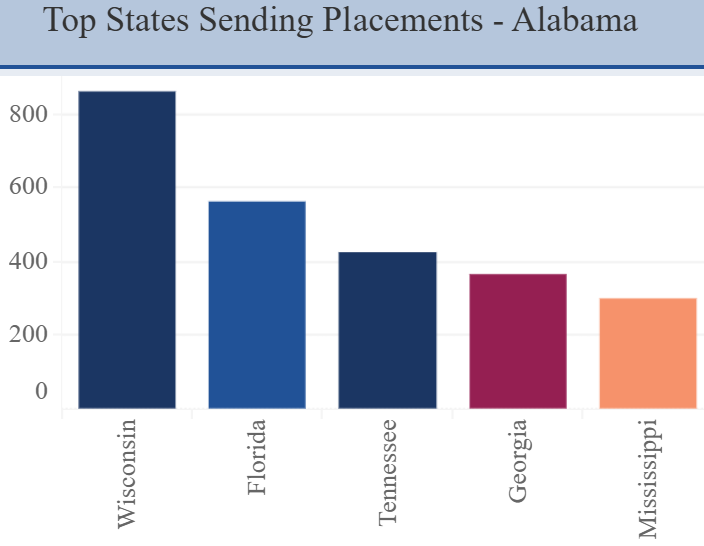 Top States Sending Placements - Alabama
800
600
400
200
0
Wisconsin
Florida
Tennessee
Georgia
Mississippi